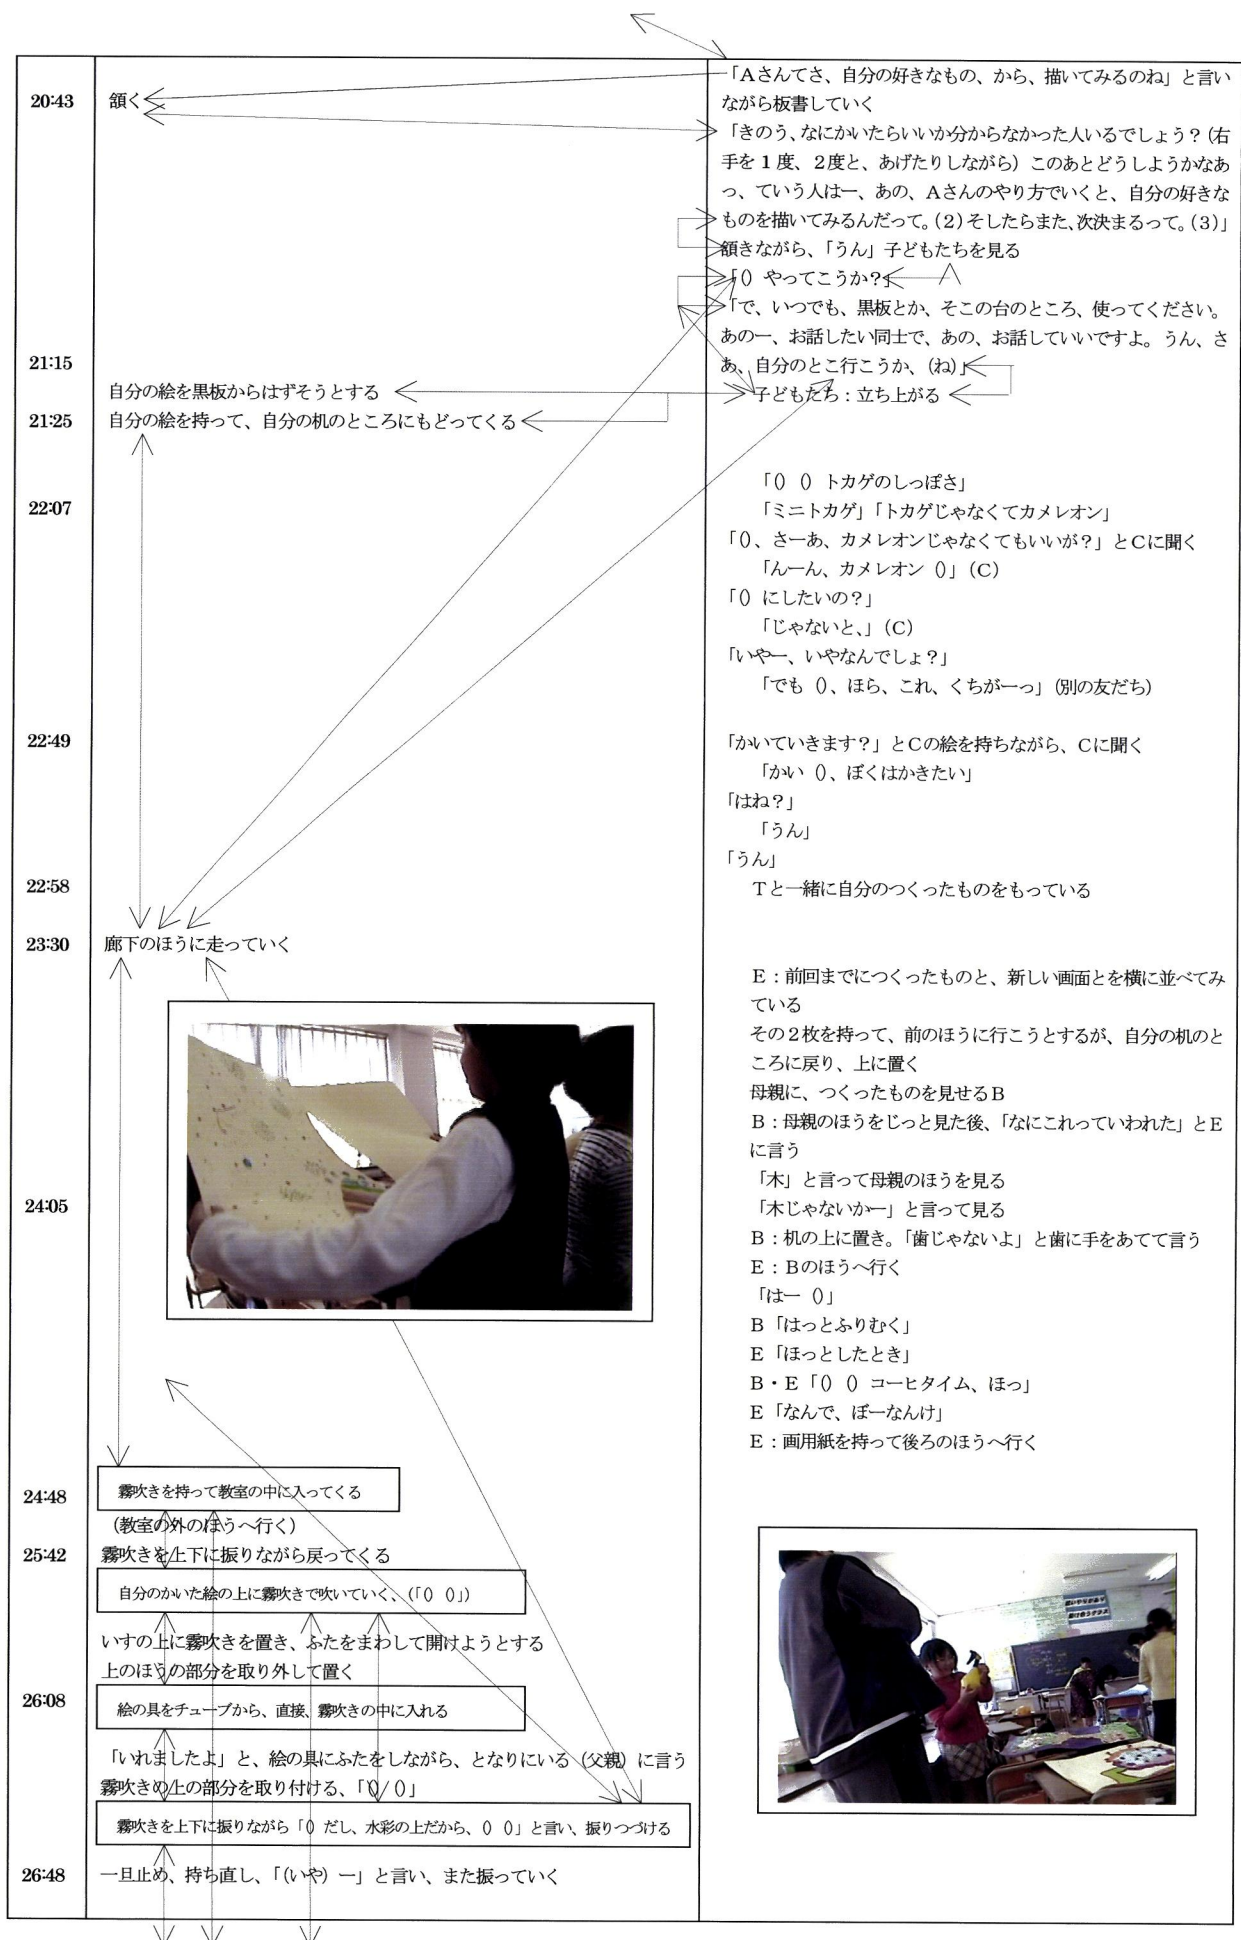 「Aさんてさ、自分の好きなもの、から、描いてみるのね」と言い
20:43
頷く
ながら板書していく
「きのう、なにかいたらいいか分からなかった人いるでしょう？（右
手を１度、２度と、あげたりしながら）このあとどうしようかなあ
っ、ていう人はー、あの、Aさんのやり方でいくと、自分の好きな
ものを描いてみるんだって。（２）そしたらまた、次決まるって。（３）」
頷きながら、「うん」子どもたちを見る
「() やってこうか？」
「で、いつでも、黒板とか、そこの台のところ、使ってください。
あのー、お話したい同士で、あの、お話していいですよ。うん、さ
21:15
あ、自分のとこ行こうか、（ね）」
自分の絵を黒板からはずそうとする
子どもたち：立ち上がる
21:25
自分の絵を持って、自分の机のところにもどってくる
「() () トカゲのしっぽさ」
22:07
「ミニトカゲ」「トカゲじゃなくてカメレオン」
「()、さーあ、カメレオンじゃなくてもいいが？」とCに聞く
「んーん、カメレオン ()」（C）
「() にしたいの？」
「じゃないと、」（C）
「いやー、いやなんでしょ？」
「でも ()、ほら、これ、くちがーっ」（別の友だち）
22:49
「かいていきます？」とCの絵を持ちながら、Cに聞く
「かい ()、ぼくはかきたい」
「はね？」
「うん」
「うん」
22:58
Tと一緒に自分のつくったものをもっている
23:30
廊下のほうに走っていく
E：前回までにつくったものと、新しい画面とを横に並べてみ
ている
その２枚を持って、前のほうに行こうとするが、自分の机のと
ころに戻り、上に置く
母親に、つくったものを見せるB
B：母親のほうをじっと見た後、「なにこれっていわれた」とE
に言う
「木」と言って母親のほうを見る
24:05
「木じゃないかー」と言って見る
B：机の上に置き。「歯じゃないよ」と歯に手をあてて言う
E：Bのほうへ行く
「はー ()」
B「はっとふりむく」
E「ほっとしたとき」
B・E「() () コーヒタイム、ほっ」
E「なんで、ぼーなんけ」
E：画用紙を持って後ろのほうへ行く
24:48
霧吹きを持って教室の中に入ってくる
（教室の外のほうへ行く）
25:42
霧吹きを上下に振りながら戻ってくる
自分のかいた絵の上に霧吹きで吹いていく、（「() ()」）
いすの上に霧吹きを置き、ふたをまわして開けようとする
上のほうの部分を取り外して置く
26:08
絵の具をチューブから、直接、霧吹きの中に入れる
「いれましたよ」と、絵の具にふたをしながら、となりにいる（父親）に言う
霧吹きの上の部分を取り付ける、「()/()」
霧吹きを上下に振りながら「() だし、水彩の上だから、() ()」と言い、振りつづける
26:48
一旦止め、持ち直し、「（いや）ー」と言い、また振っていく